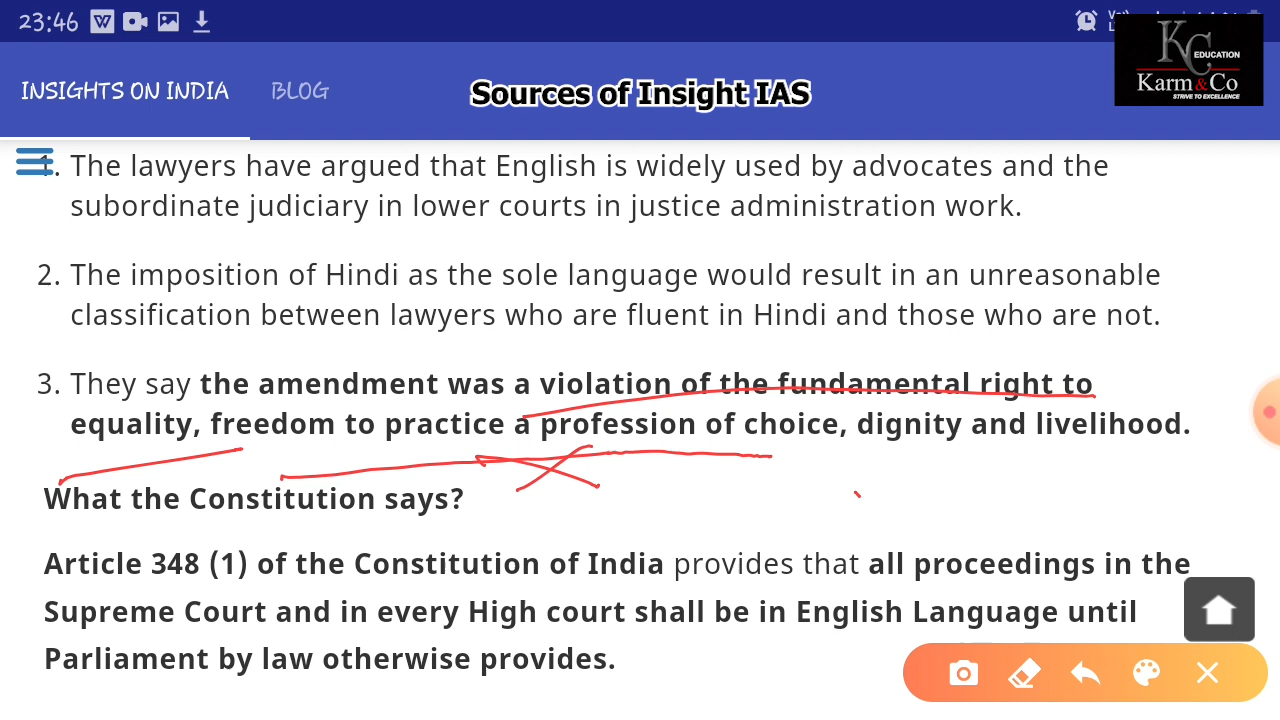 23:46
KC EDUCATION
Karm&Co
STRIVE TO EXCELLENCE
INSIGHTS ON INDIA BLOG Sources of Insight IAS
1. The lawyers have argued that English is widely used by advocates and the
subordinate judiciary in lower courts in justice administration work.
2. The imposition of Hindi as the sole language would result in an unreasonable
classification between lawyers who are fluent in Hindi and those who are not.
3. They say the amendment was a violation of the fundamental right to
equality, freedom to practice a profession of choice, dignity and livelihood.
What the Constitution says?
Article 348 (1) of the Constitution of India provides that all proceedings in the
Supreme Court and in every High court shall be in English Language until
Parliament by law otherwise provides.